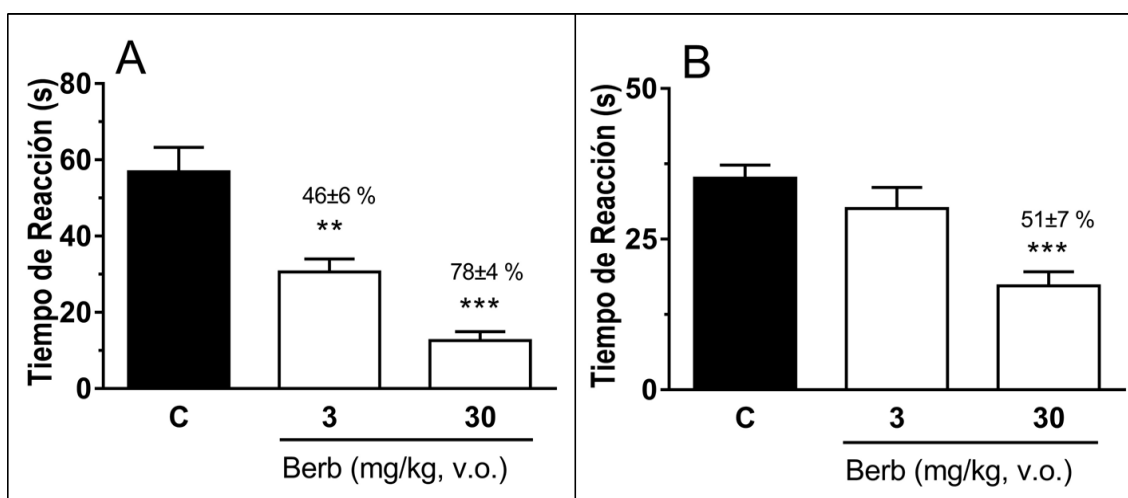 A
Tiempo de Reacción (s)
80
60
40
20
0
46±6 %
**
78±4 %
***
C
3
30
Berb (mg/kg, v.o.)
B
Tiempo de Reacción (s)
50
25
0
51±7 %
***
C
3
30
Berb (mg/kg, v.o.)